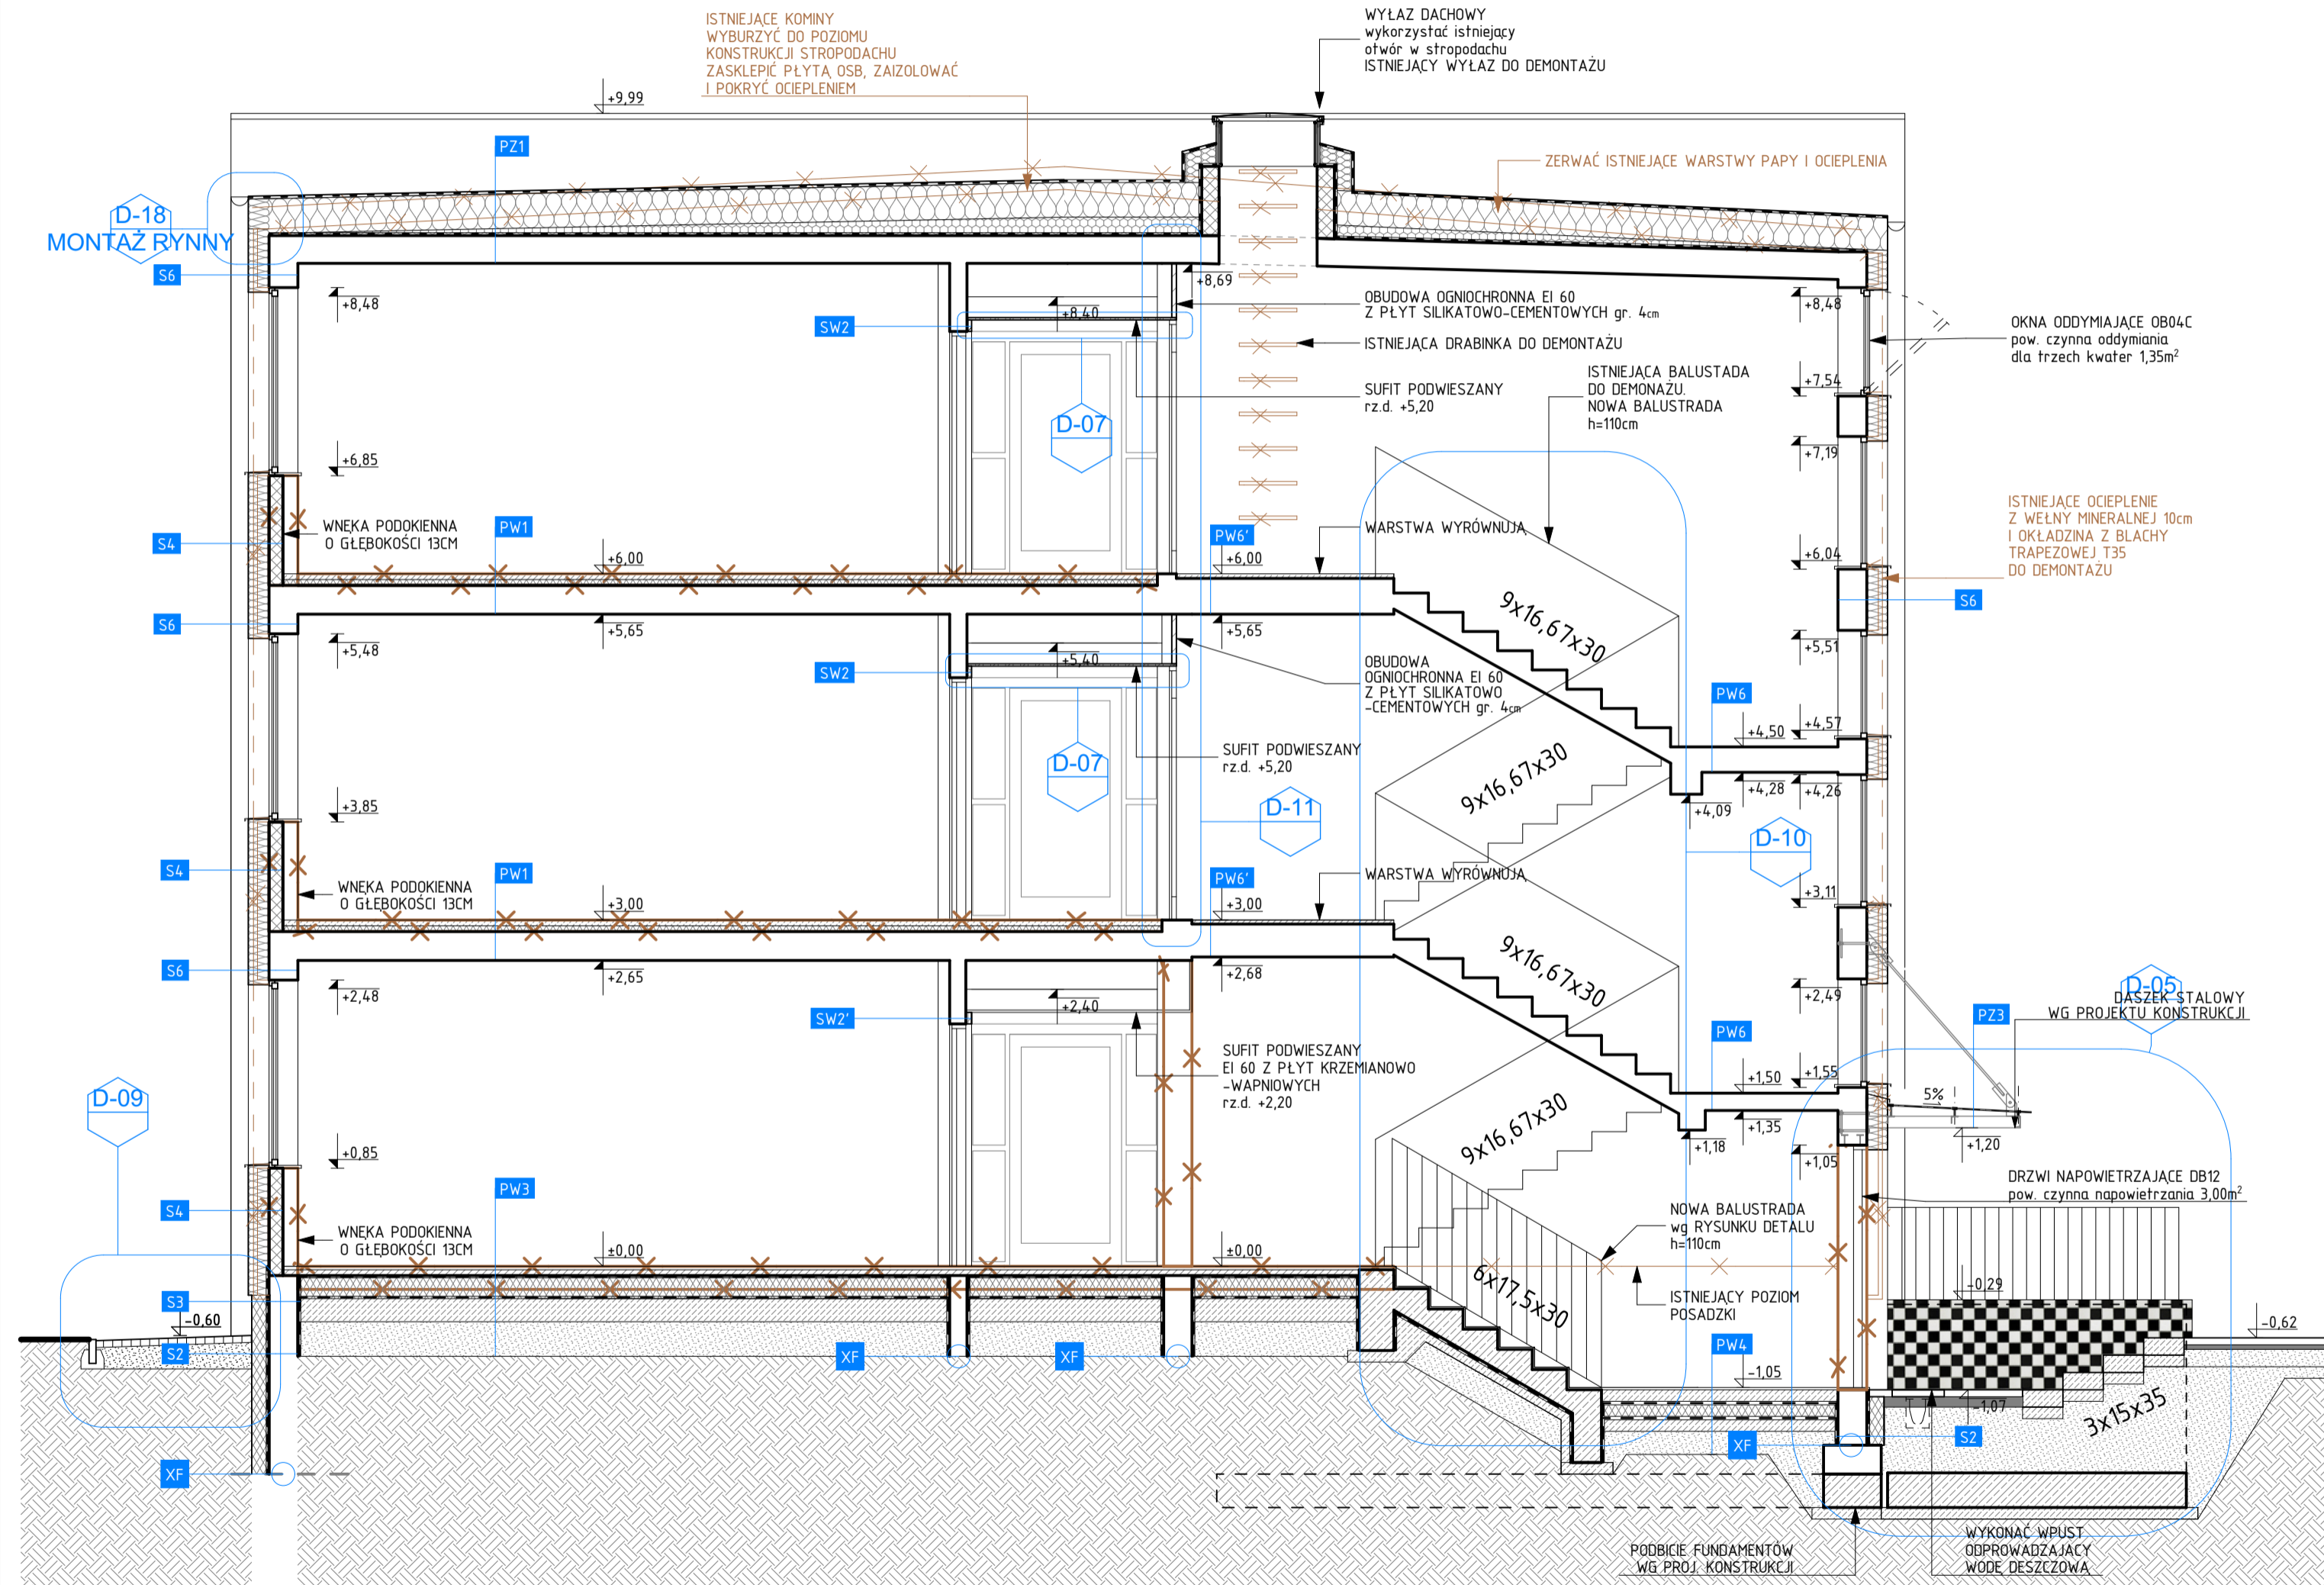 ISTNIEJĄCE KOMINY
WYBURZYĆ DO POZIOMU
KONSTRUKCJI STROPODACHU
ZASKLEPIĆ PŁYTĄ OSB, ZAIZOLOWAĆ
I POKRYĆ OCIEPLENIEM
WYŁAZ DACHOWY
wykorzystać istniejący
otwór w stropodachu
ISTNIEJĄCY WYŁAZ DO DEMONTAŻU
+9,99
PZ1
ZERWAĆ ISTNIEJĄCE WARSTWY PAPY I OCIEPLENIA
D-18
MONTAŻ RYNNY
S6
+8,48
SW2
+8,40
+8,69
OBUDOWA OGNIOCHRONNA EI 60
Z PŁYT SILIKATOWO-CEMENTOWYCH gr. 4cm
ISTNIEJĄCA DRABINKA DO DEMONTAŻU
SUFIT PODWIESZANY
rz.d. +5,20
ISTNIEJĄCA BALUSTADA
DO DEMONAŻU.
NOWA BALUSTRADA
h=110cm
+8,48
OKNA ODDYMIAJĄCE OB04C
pow. czynna oddymiania
dla trzech kwater 1,35m²
+7,54
D-07
+7,19
+6,85
S4
WNĘKA PODOKIENNA
O GŁĘBOKOŚCI 13CM
PW1
+6,00
PW6'
+6,00
WARSTWA WYRÓWNUJĄ
+6,04
ISTNIEJĄCE OCIEPLENIE
Z WEŁNY MINERALNEJ 10cm
I OKŁADZINA Z BLACHY
TRAPEZOWEJ T35
DO DEMONTAŻU
S6
9x16,67x30
S6
+5,48
+5,65
SW2
+5,40
+5,65
OBUDOWA
OGNIOCHRONNA EI 60
Z PŁYT SILIKATOWO
-CEMENTOWYCH gr. 4cm
+5,51
PW6
+4,50
+4,57
D-07
SUFIT PODWIESZANY
rz.d. +5,20
9x16,67x30
+4,28
+4,26
+4,09
+3,85
D-11
D-10
S4
WNĘKA PODOKIENNA
O GŁĘBOKOŚCI 13CM
PW1
+3,00
PW6'
+3,00
WARSTWA WYRÓWNUJĄ
+3,11
9x16,67x30
S6
+2,48
+2,65
SW2'
+2,40
+2,68
+2,49
D-05
DASZEK STALOWY
WG PROJEKTU KONSTRUKCJI
PZ3
PW6
SUFIT PODWIESZANY
EI 60 Z PŁYT KRZEMIANOWO
-WAPNIOWYCH
rz.d. +2,20
+1,50
+1,55
5%
D-09
9x16,67x30
+1,35
+1,18
+1,05
+1,20
+0,85
DRZWI NAPOWIETRZAJĄCE DB12
pow. czynna napowietrzania 3,00m²
S4
WNĘKA PODOKIENNA
O GŁĘBOKOŚCI 13CM
PW3
±0,00
±0,00
NOWA BALUSTRADA
wg RYSUNKU DETALU
h=110cm
6x17,5x30
ISTNIEJĄCY POZIOM
POSADZKI
-0,29
S3
-0,60
-0,62
S2
XF
XF
PW4
-1,05
-1,07
3x15x35
XF
S2
XF
PODBICIE FUNDAMENTÓW
WG PROJ. KONSTRUKCJI
WYKONAĆ WPUST
ODPROWADZAJĄCY
WODĘ DESZCZOWĄ